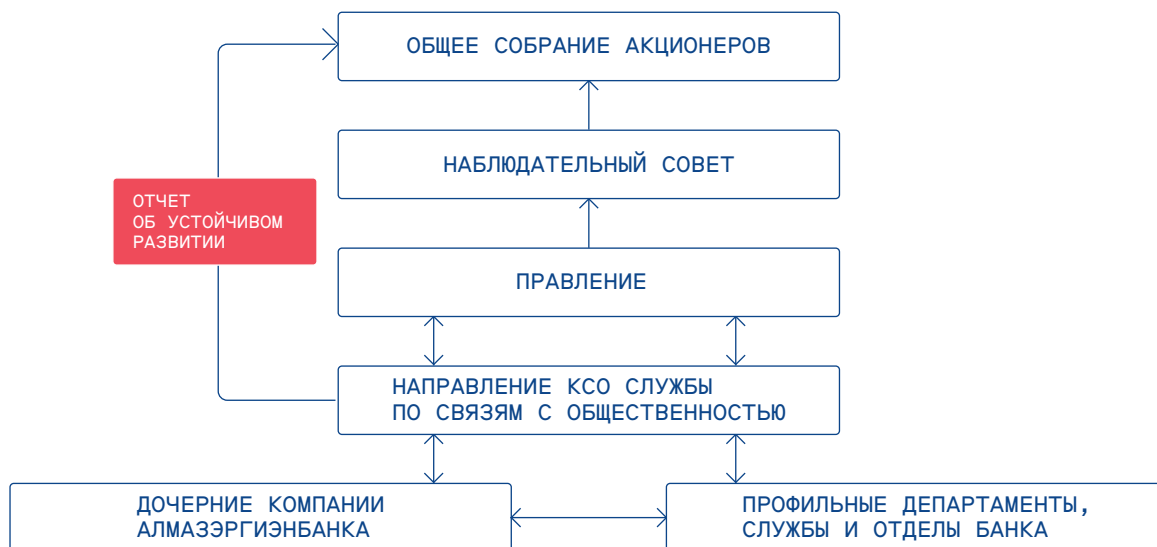 ОБЩЕЕ СОБРАНИЕ АКЦИОНЕРОВ
НАБЛЮДАТЕЛЬНЫЙ СОВЕТ
ОТЧЕТ
ОБ УСТОЙЧИВОМ
РАЗВИТИИ
ПРАВЛЕНИЕ
НАПРАВЛЕНИЕ КСО СЛУЖБЫ
ПО СВЯЗЯМ С ОБЩЕСТВЕННОСТЬЮ
ДОЧЕРНИЕ КОМПАНИИ
АЛМАЗЭРГИЭНБАНКА
ПРОФИЛЬНЫЕ ДЕПАРТАМЕНТЫ,
СЛУЖБЫ И ОТДЕЛЫ БАНКА